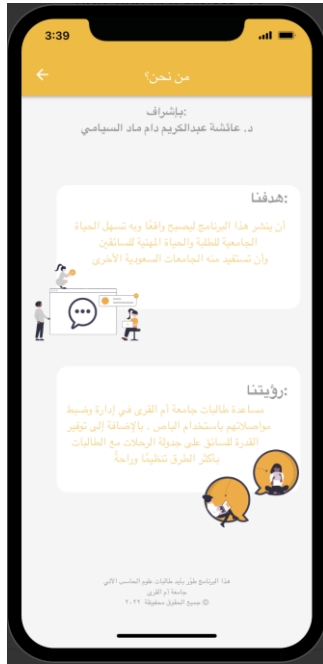 3:39
من نحن؟
بإشراف:
د. عائشة عبدالكريم دام ماد السيامي
هدفنا:
أن ينشر هذا البرنامج ليصبح واقعًا وبه تسهل الحياة
الجامعية للطلبة والحياة المهنية للسائقين
وأن تستفيد منه الجامعات السعودية الأخرى
رؤيتنا:
مساعدة طالبات جامعة أم القرى في إدارة وضبط
مواصلاتهم باستخدام الباص ، بالإضافة إلى توفير
القدرة للسائق على جدولة الرحلات مع الطالبات
بأكثر الطرق تنظيمًا وراحةً
هذا البرنامج طوّر بأيد طالبات علوم الحاسب الآلي
جامعة أم القرى
© جميع الحقوق محفوظة ٢٠٢٢